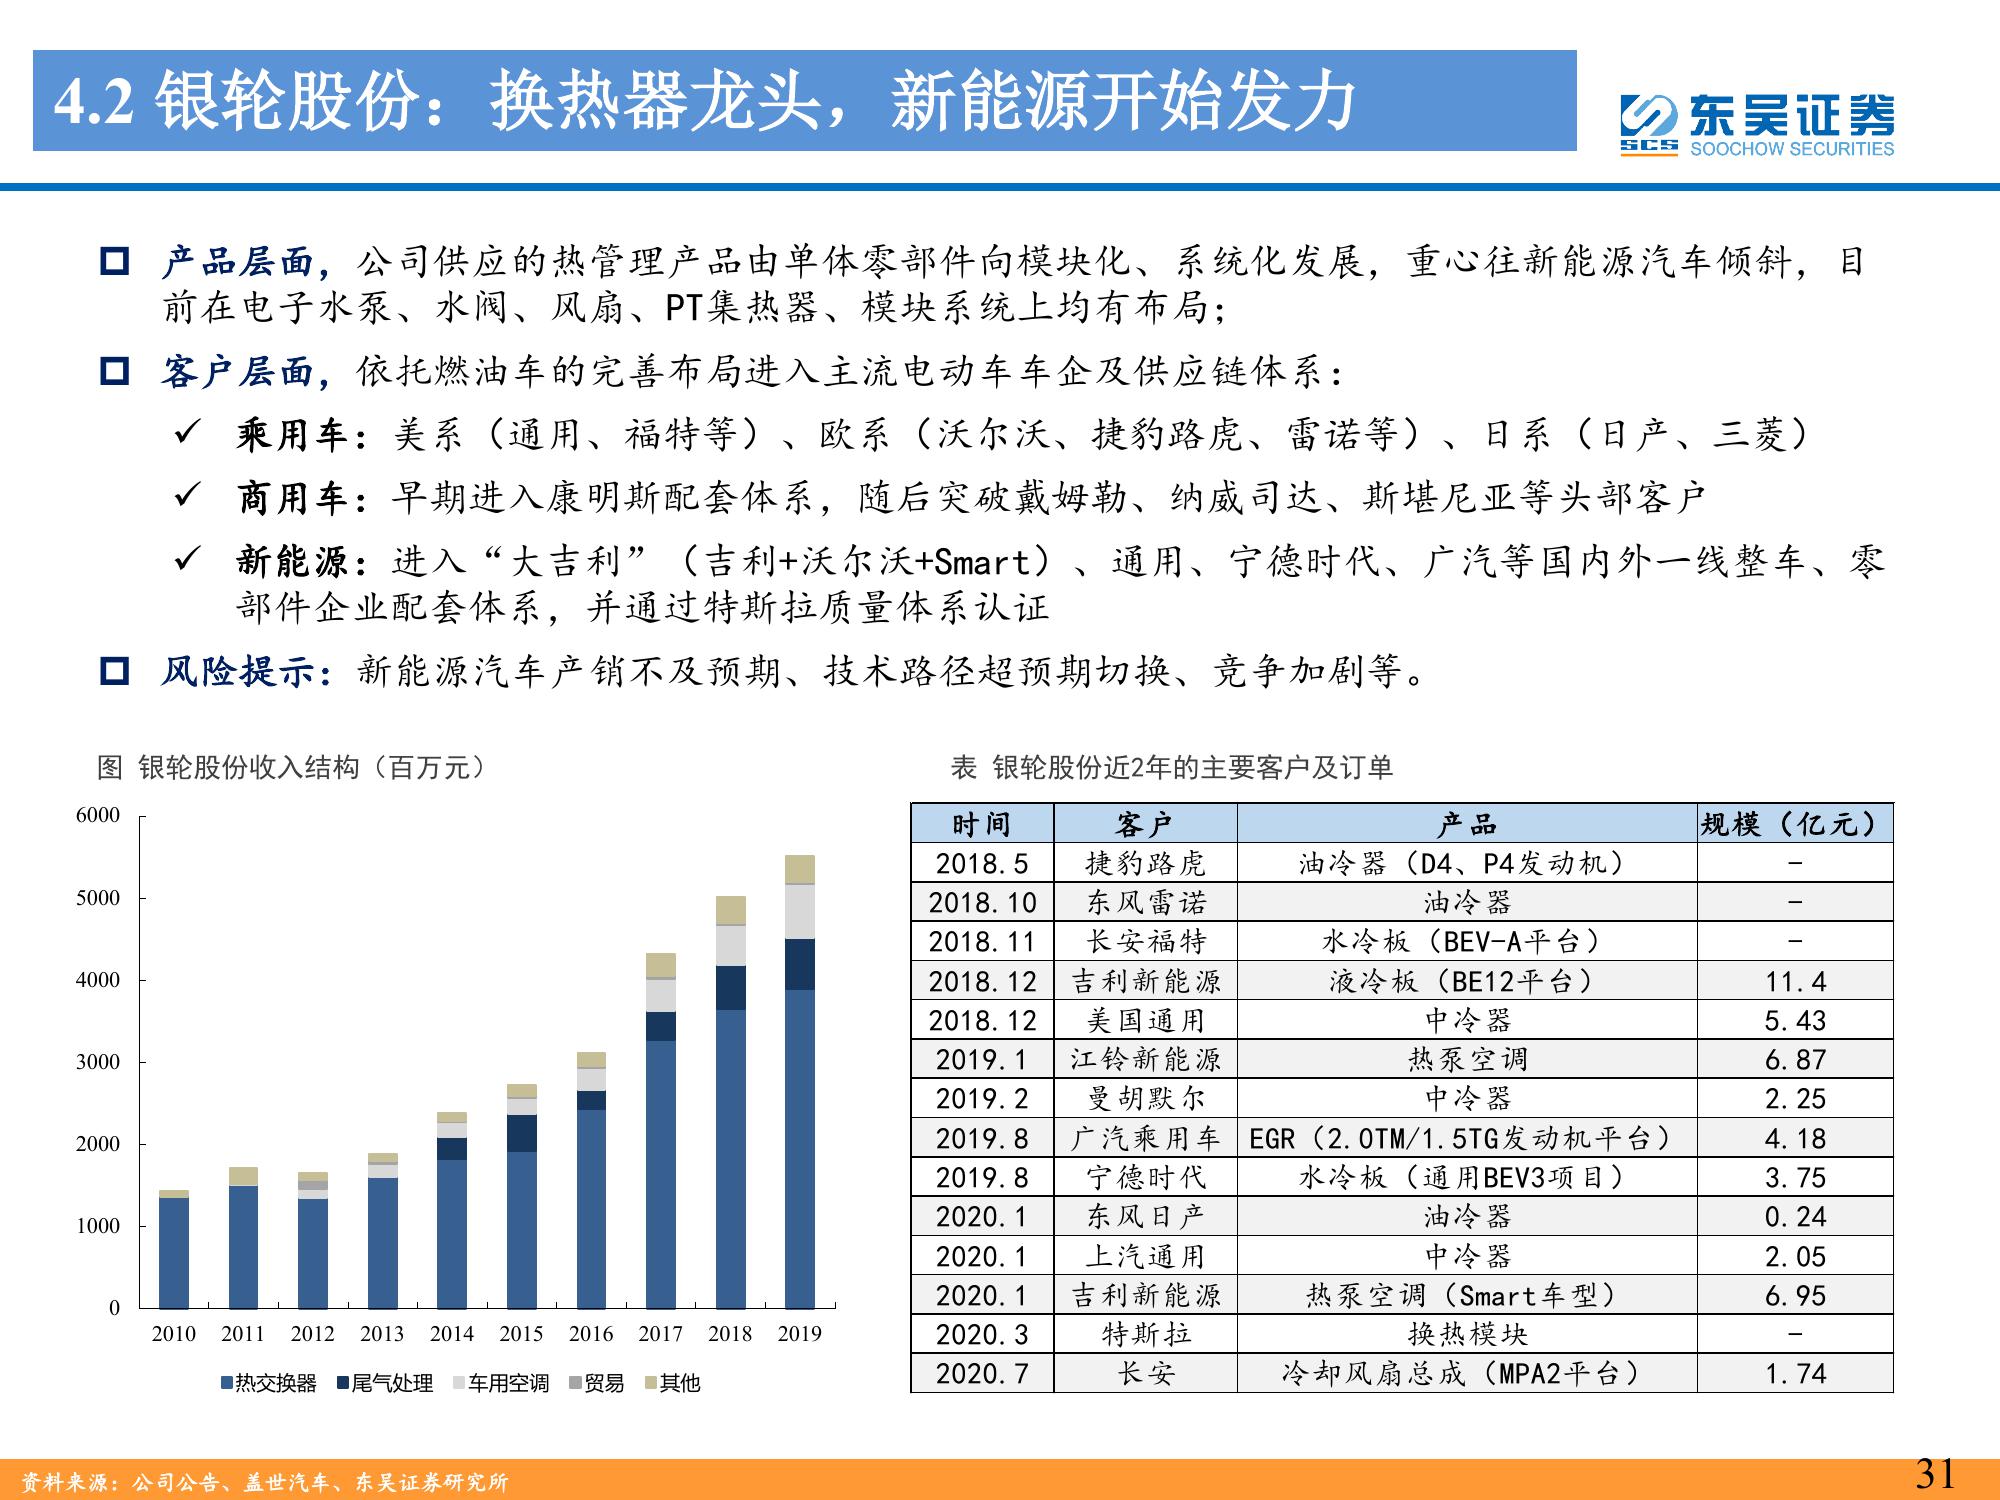 4.2 银轮股份：换热器龙头，新能源开始发力
东吴证券
SCS SOOCHOW SECURITIES
产品层面，公司供应的热管理产品由单体零部件向模块化、系统化发展，重心往新能源汽车倾斜，目
前在电子水泵、水阀、风扇、PT集热器、模块系统上均有布局；
客户层面，依托燃油车的完善布局进入主流电动车车企及供应链体系：
✓ 乘用车：美系（通用、福特等）、欧系（沃尔沃、捷豹路虎、雷诺等）、日系（日产、三菱）
✓ 商用车：早期进入康明斯配套体系，随后突破戴姆勒、纳威司达、斯堪尼亚等头部客户
✓ 新能源：进入“大吉利”（吉利+沃尔沃+Smart）、通用、宁德时代、广汽等国内外一线整车、零
部件企业配套体系，并通过特斯拉质量体系认证
风险提示：新能源汽车产销不及预期、技术路径超预期切换、竞争加剧等。
图 银轮股份收入结构（百万元）
6000
5000
4000
3000
2000
1000
0
2010 2011 2012 2013 2014 2015 2016 2017 2018 2019
热交换器 尾气处理 车用空调 贸易 其他
表 银轮股份近2年的主要客户及订单
时间 客户 产品 规模（亿元）
2018.5 捷豹路虎 油冷器（D4、P4发动机） -
2018.10 东风雷诺 油冷器 -
2018.11 长安福特 水冷板（BEV-A平台） -
2018.12 吉利新能源 液冷板（BE12平台） 11.4
2018.12 美国通用 中冷器 5.43
2019.1 江铃新能源 热泵空调 6.87
2019.2 曼胡默尔 中冷器 2.25
2019.8 广汽乘用车 EGR（2.0TM/1.5TG发动机平台） 4.18
2019.8 宁德时代 水冷板（通用BEV3项目） 3.75
2020.1 东风日产 油冷器 0.24
2020.1 上汽通用 中冷器 2.05
2020.1 吉利新能源 热泵空调（Smart车型） 6.95
2020.3 特斯拉 换热模块 -
2020.7 长安 冷却风扇总成（MPA2平台） 1.74
资料来源：公司公告、盖世汽车、东吴证券研究所
31